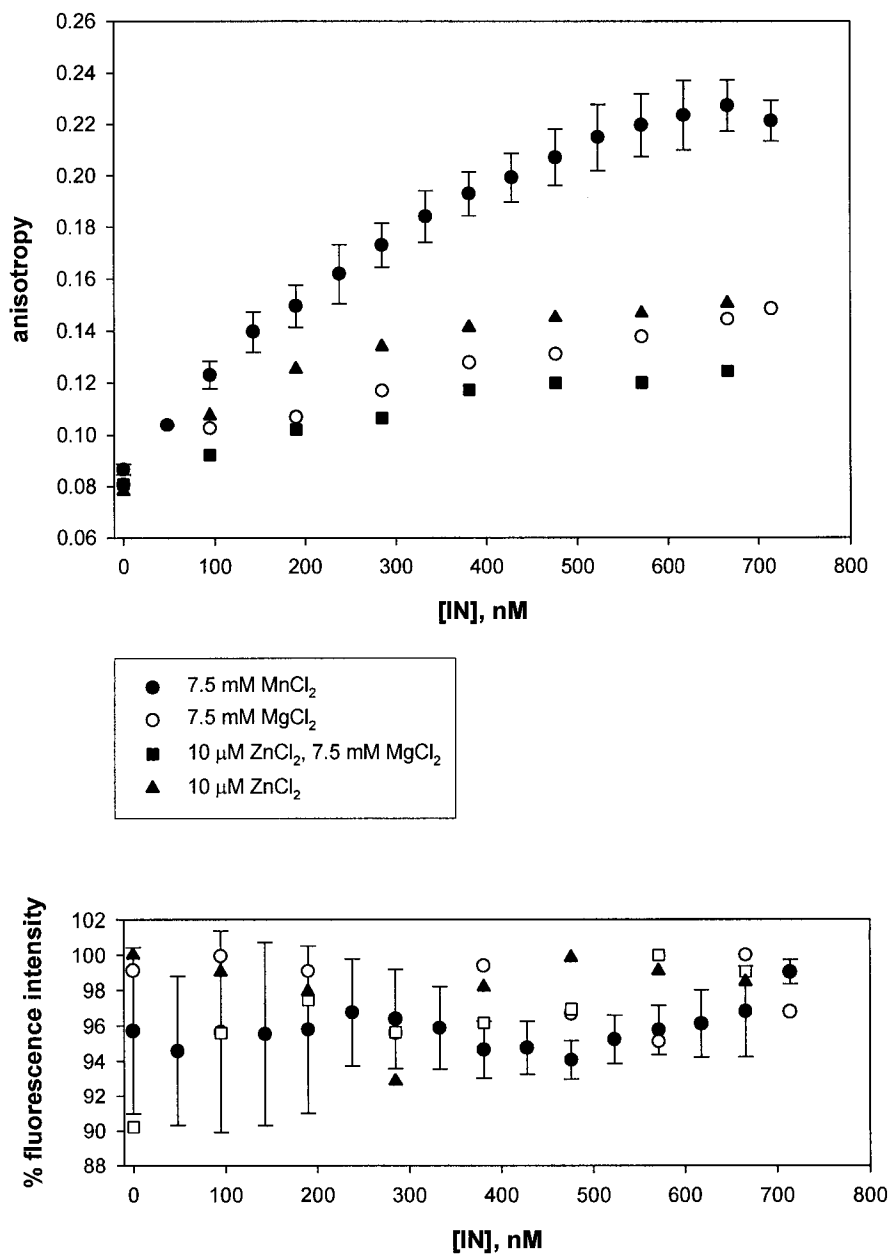 0.26
0.24
0.22
0.20
0.18
0.16
0.14
0.12
0.10
0.08
0.06
anisotropy
0 100 200 300 400 500 600 700 800
[IN], nM
7.5 mM MnCl₂
7.5 mM MgCl₂
10 μM ZnCl₂, 7.5 mM MgCl₂
10 μM ZnCl₂
102
100
98
96
94
92
90
88
% fluorescence intensity
0 100 200 300 400 500 600 700 800
[IN], nM